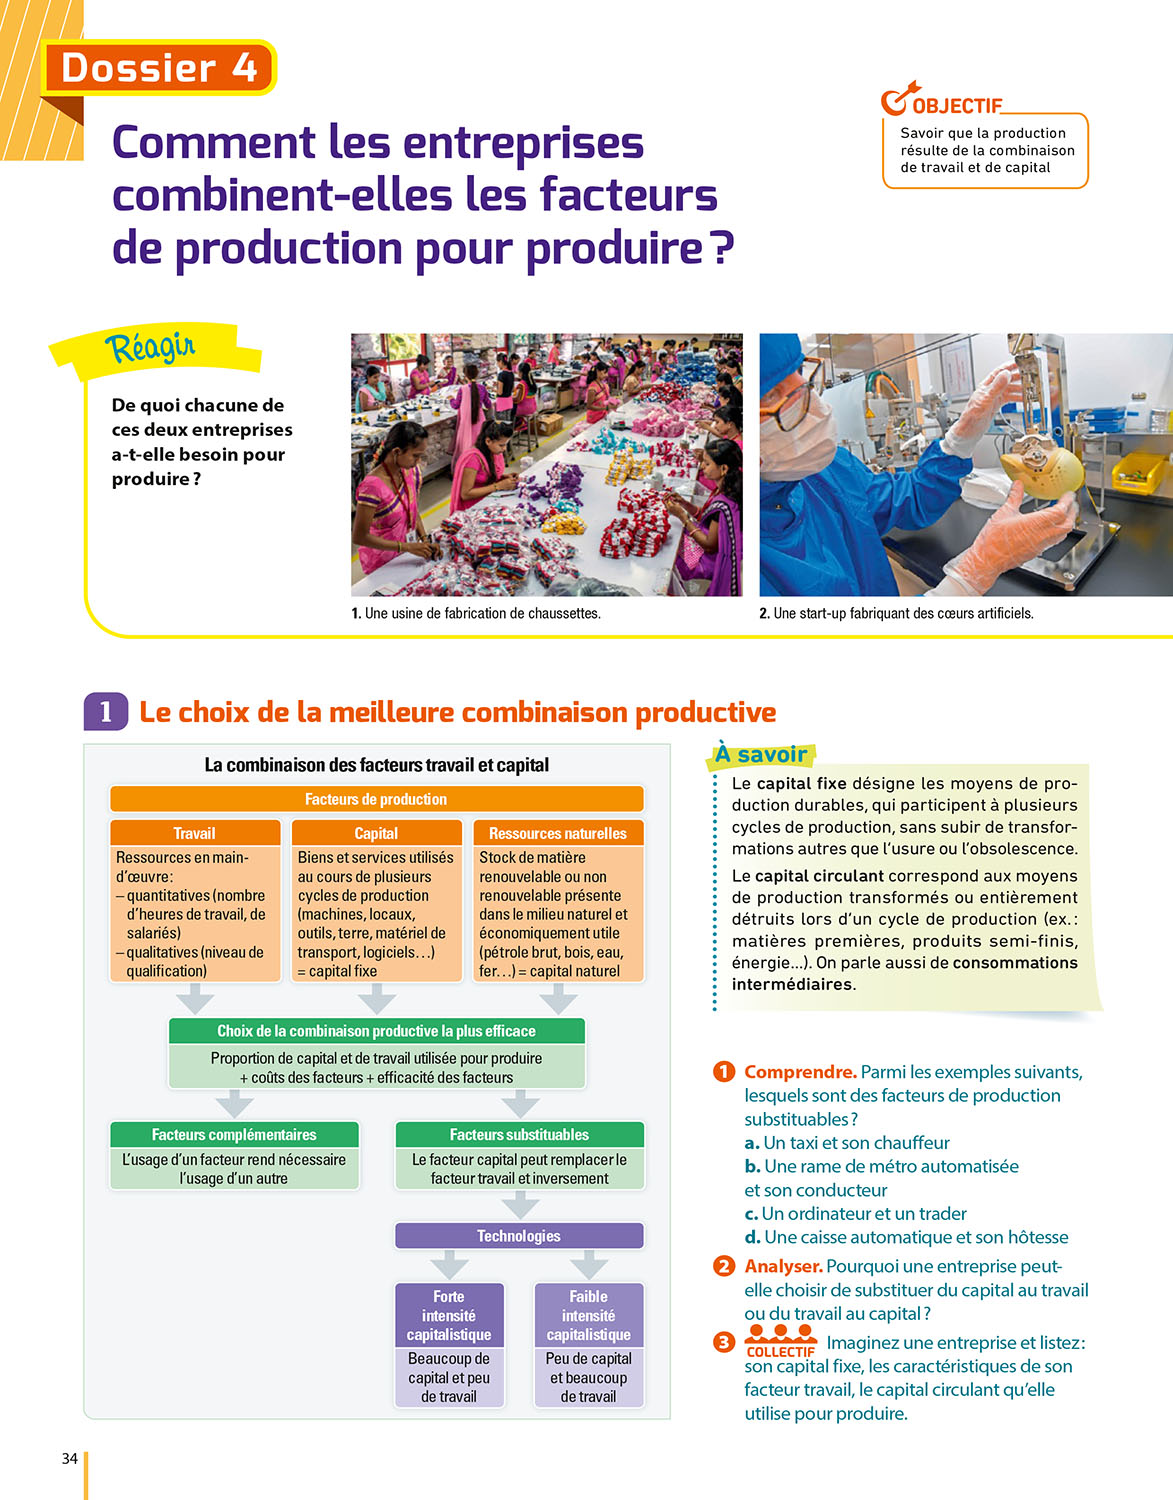 Dossier 4
Comment les entreprises
combinent-elles les facteurs
de production pour produire ?
OBJECTIF
Savoir que la production
résulte de la combinaison
de travail et de capital
Réagir
De quoi chacune de
ces deux entreprises
a-t-elle besoin pour
produire ?
1. Une usine de fabrication de chaussettes.
2. Une start-up fabriquant des cœurs artificiels.
1 Le choix de la meilleure combinaison productive
La combinaison des facteurs travail et capital
Facteurs de production
Travail
Ressources en main-
d'œuvre :
– quantitatives (nombre
d'heures de travail, de
salariés)
– qualitatives (niveau de
qualification)
Capital
Biens et services utilisés
au cours de plusieurs
cycles de production
(machines, locaux,
outils, terre, matériel de
transport, logiciels…)
= capital fixe
Ressources naturelles
Stock de matière
renouvelable ou non
renouvelable présente
dans le milieu naturel et
économiquement utile
(pétrole brut, bois, eau,
fer…) = capital naturel
Choix de la combinaison productive la plus efficace
Proportion de capital et de travail utilisée pour produire
+ coûts des facteurs + efficacité des facteurs
Facteurs complémentaires
L'usage d'un facteur rend nécessaire
l'usage d'un autre
Facteurs substituables
Le facteur capital peut remplacer le
facteur travail et inversement
Technologies
Forte
intensité
capitalistique
Beaucoup de
capital et peu
de travail
Faible
intensité
capitalistique
Peu de capital
et beaucoup
de travail
À savoir
Le capital fixe désigne les moyens de pro-
duction durables, qui participent à plusieurs
cycles de production, sans subir de transfor-
mations autres que l'usure ou l'obsolescence.
Le capital circulant correspond aux moyens
de production transformés ou entièrement
détruits lors d'un cycle de production (ex. :
matières premières, produits semi-finis,
énergie...). On parle aussi de consommations
intermédiaires.
1 Comprendre. Parmi les exemples suivants,
lesquels sont des facteurs de production
substituables ?
a. Un taxi et son chauffeur
b. Une rame de métro automatisée
et son conducteur
c. Un ordinateur et un trader
d. Une caisse automatique et son hôtesse
2 Analyser. Pourquoi une entreprise peut-
elle choisir de substituer du capital au travail
ou du travail au capital ?
3 COLLECTIF Imaginez une entreprise et listez :
son capital fixe, les caractéristiques de son
facteur travail, le capital circulant qu'elle
utilise pour produire.
34